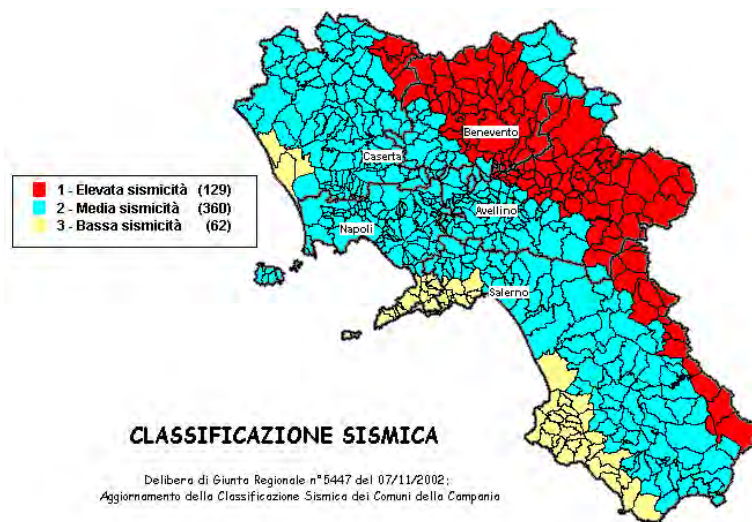 Benevento
Caserta
Avellino
Napoli
Salerno
1 - Elevata sismicità (129)
2 - Media sismicità (360)
3 - Bassa sismicità (62)
CLASSIFICAZIONE SISMICA
Delibera di Giunta Regionale n°5447 del 07/11/2002:
Aggiornamento della Classificazione Sismica dei Comuni della Campania